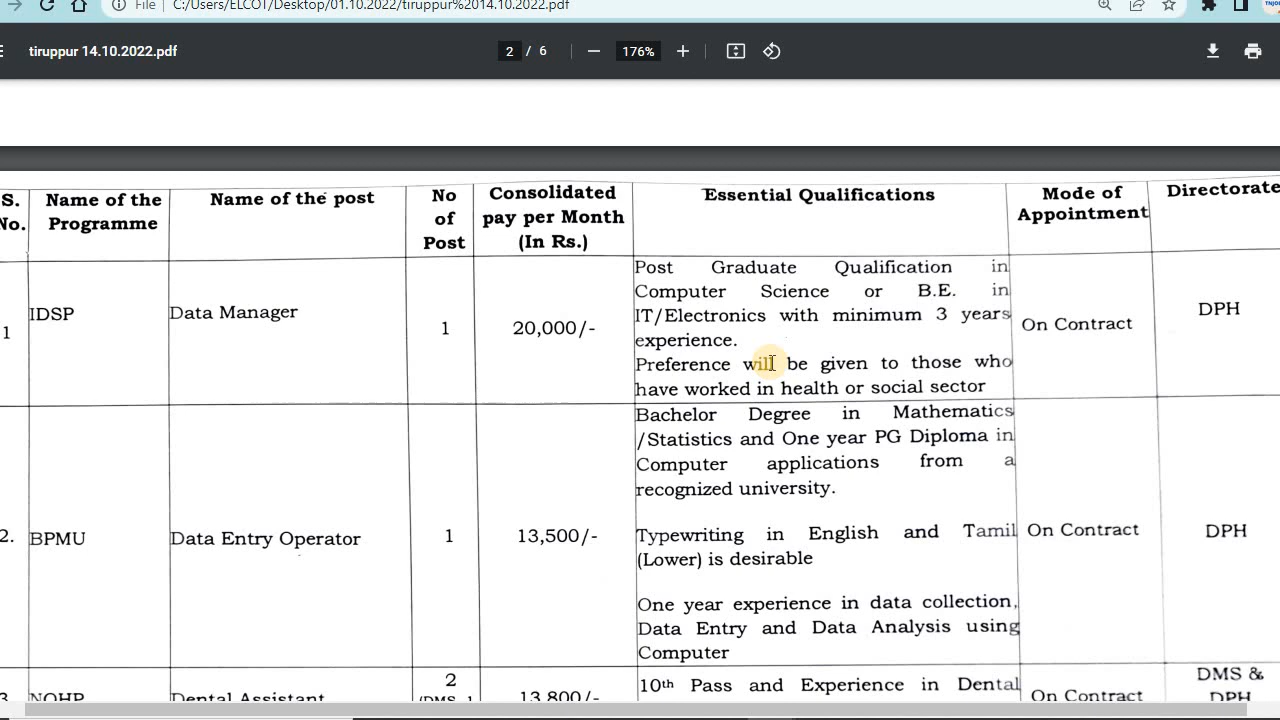 File C:/Users/ELCOT/Desktop/01.10.2022/tiruppur%2014.10.2022.pdf
tiruppur 14.10.2022.pdf
2 / 6
176%
S. No.
Name of the Programme
Name of the post
No of Post
Consolidated pay per Month (In Rs.)
Essential Qualifications
Mode of Appointment
Directorate
1
IDSP
Data Manager
1
20,000/-
Post Graduate Qualification in
Computer Science or B.E. in
IT/Electronics with minimum 3 years
experience.
Preference will be given to those who
have worked in health or social sector
On Contract
DPH
2.
BPMU
Data Entry Operator
1
13,500/-
Bachelor Degree in Mathematics
/Statistics and One year PG Diploma in
Computer applications from a
recognized university.
Typewriting in English and Tamil
(Lower) is desirable
One year experience in data collection,
Data Entry and Data Analysis using
Computer
On Contract
DPH
3
NOHP
Dental Assistant
2
(DMS 1
13,800/-
10th Pass and Experience in Dental
On Contract
DMS &
DPH